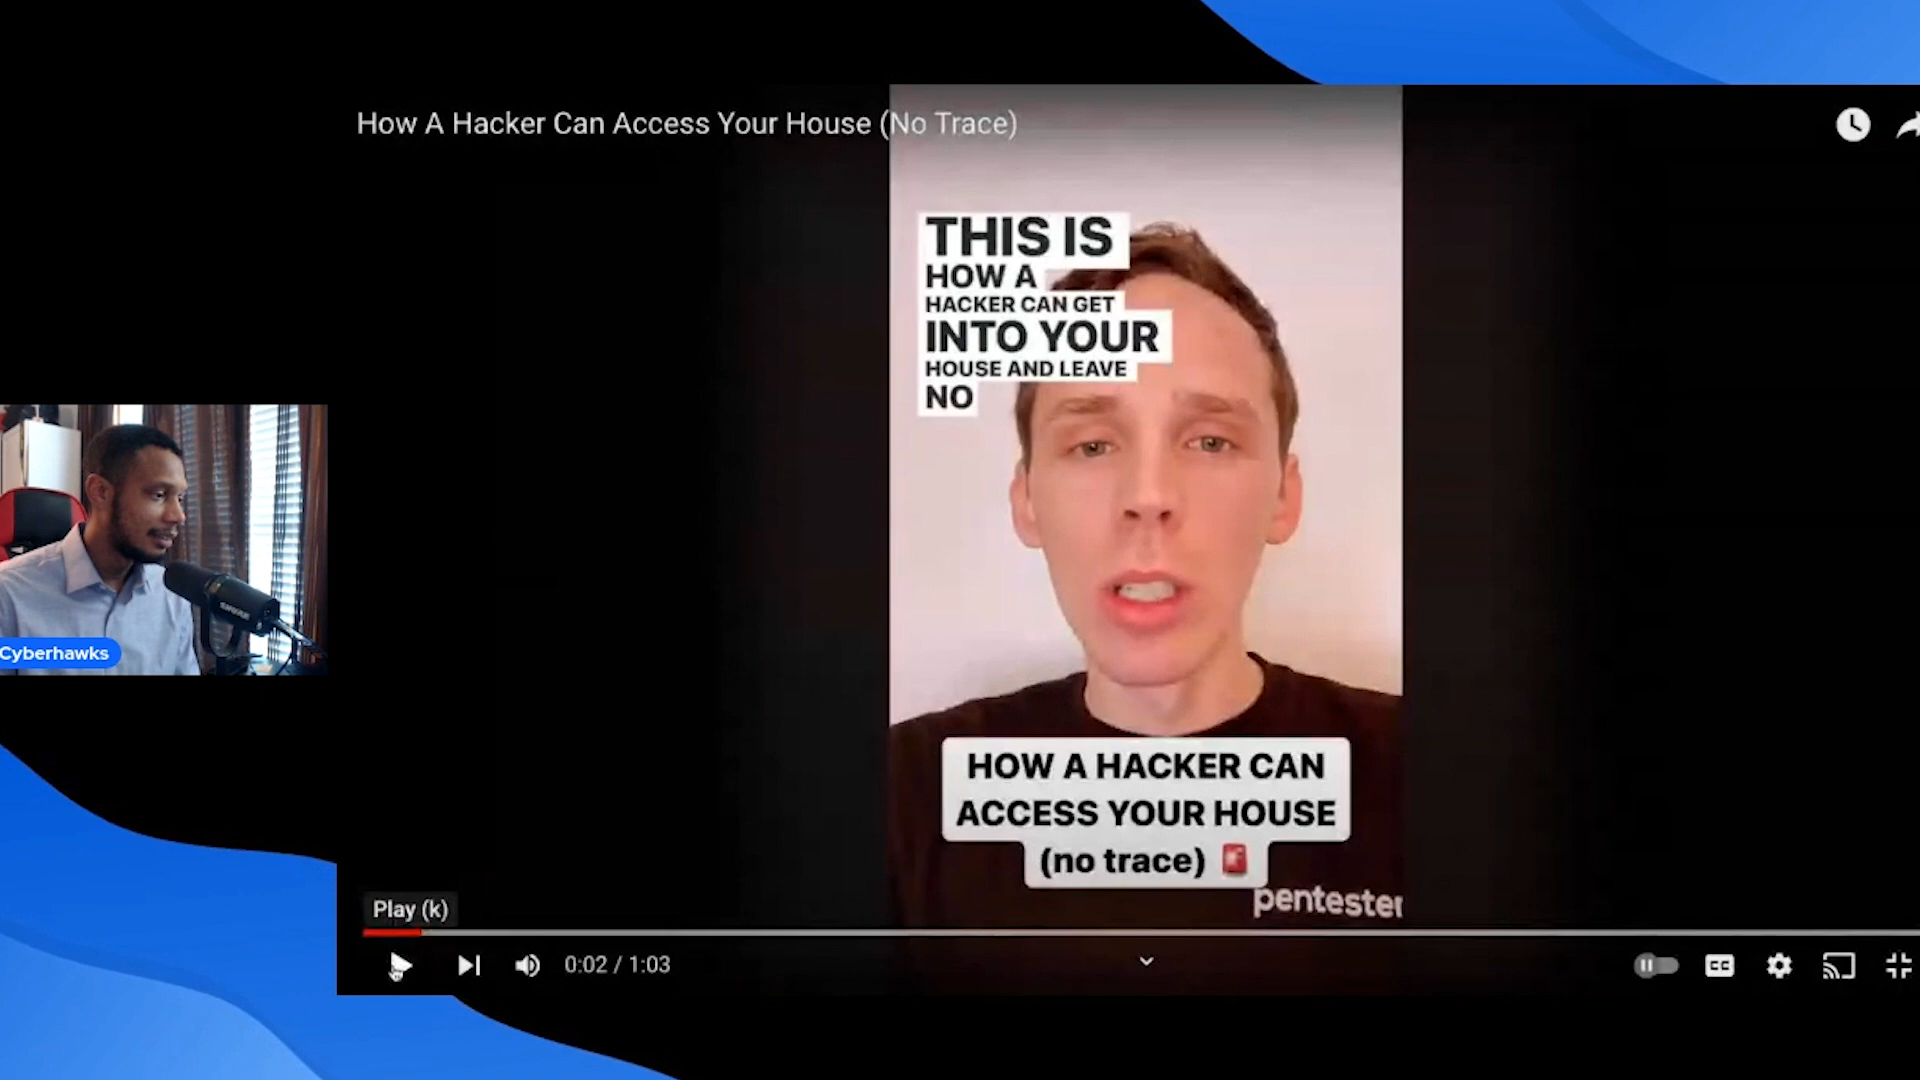 How A Hacker Can Access Your House (No Trace)
THIS IS
HOW A
HACKER CAN GET
INTO YOUR
HOUSE AND LEAVE
NO
Cyberhawks
HOW A HACKER CAN
ACCESS YOUR HOUSE
(no trace)
pentester
Play (k)
0:02 / 1:03
CC